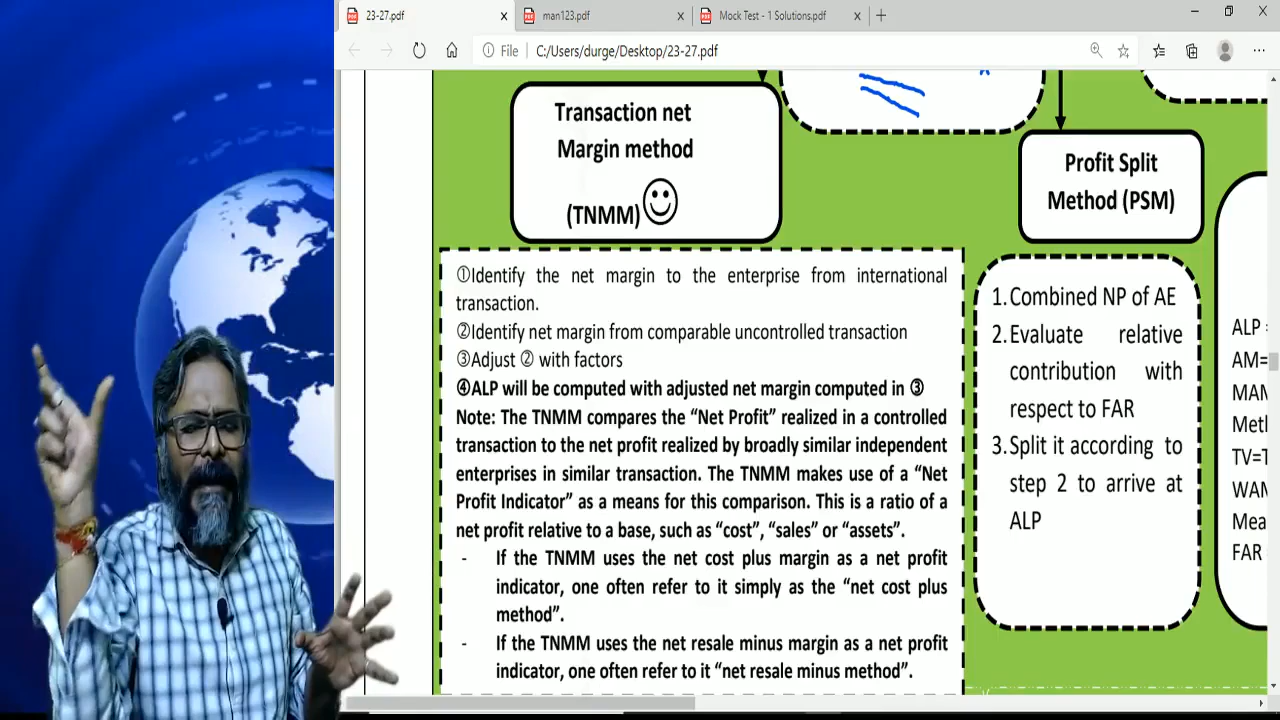 23-27.pdf
man123.pdf
Mock Test - 1 Solutions.pdf
File
C:/Users/durge/Desktop/23-27.pdf
Transaction net
Margin method
(TNMM)
①Identify the net margin to the enterprise from international
transaction.
②Identify net margin from comparable uncontrolled transaction
③Adjust ② with factors
④ALP will be computed with adjusted net margin computed in ③
Note: The TNMM compares the “Net Profit” realized in a controlled
transaction to the net profit realized by broadly similar independent
enterprises in similar transaction. The TNMM makes use of a “Net
Profit Indicator” as a means for this comparison. This is a ratio of a
net profit relative to a base, such as “cost”, “sales” or “assets”.
- If the TNMM uses the net cost plus margin as a net profit
indicator, one often refer to it simply as the “net cost plus
method”.
- If the TNMM uses the net resale minus margin as a net profit
indicator, one often refer to it “net resale minus method”.
Profit Split
Method (PSM)
1. Combined NP of AE
2. Evaluate relative
contribution with
respect to FAR
3. Split it according to
step 2 to arrive at
ALP
ALP
AM=
MAM
Meth
TV=T
WAM
Mea
FAR